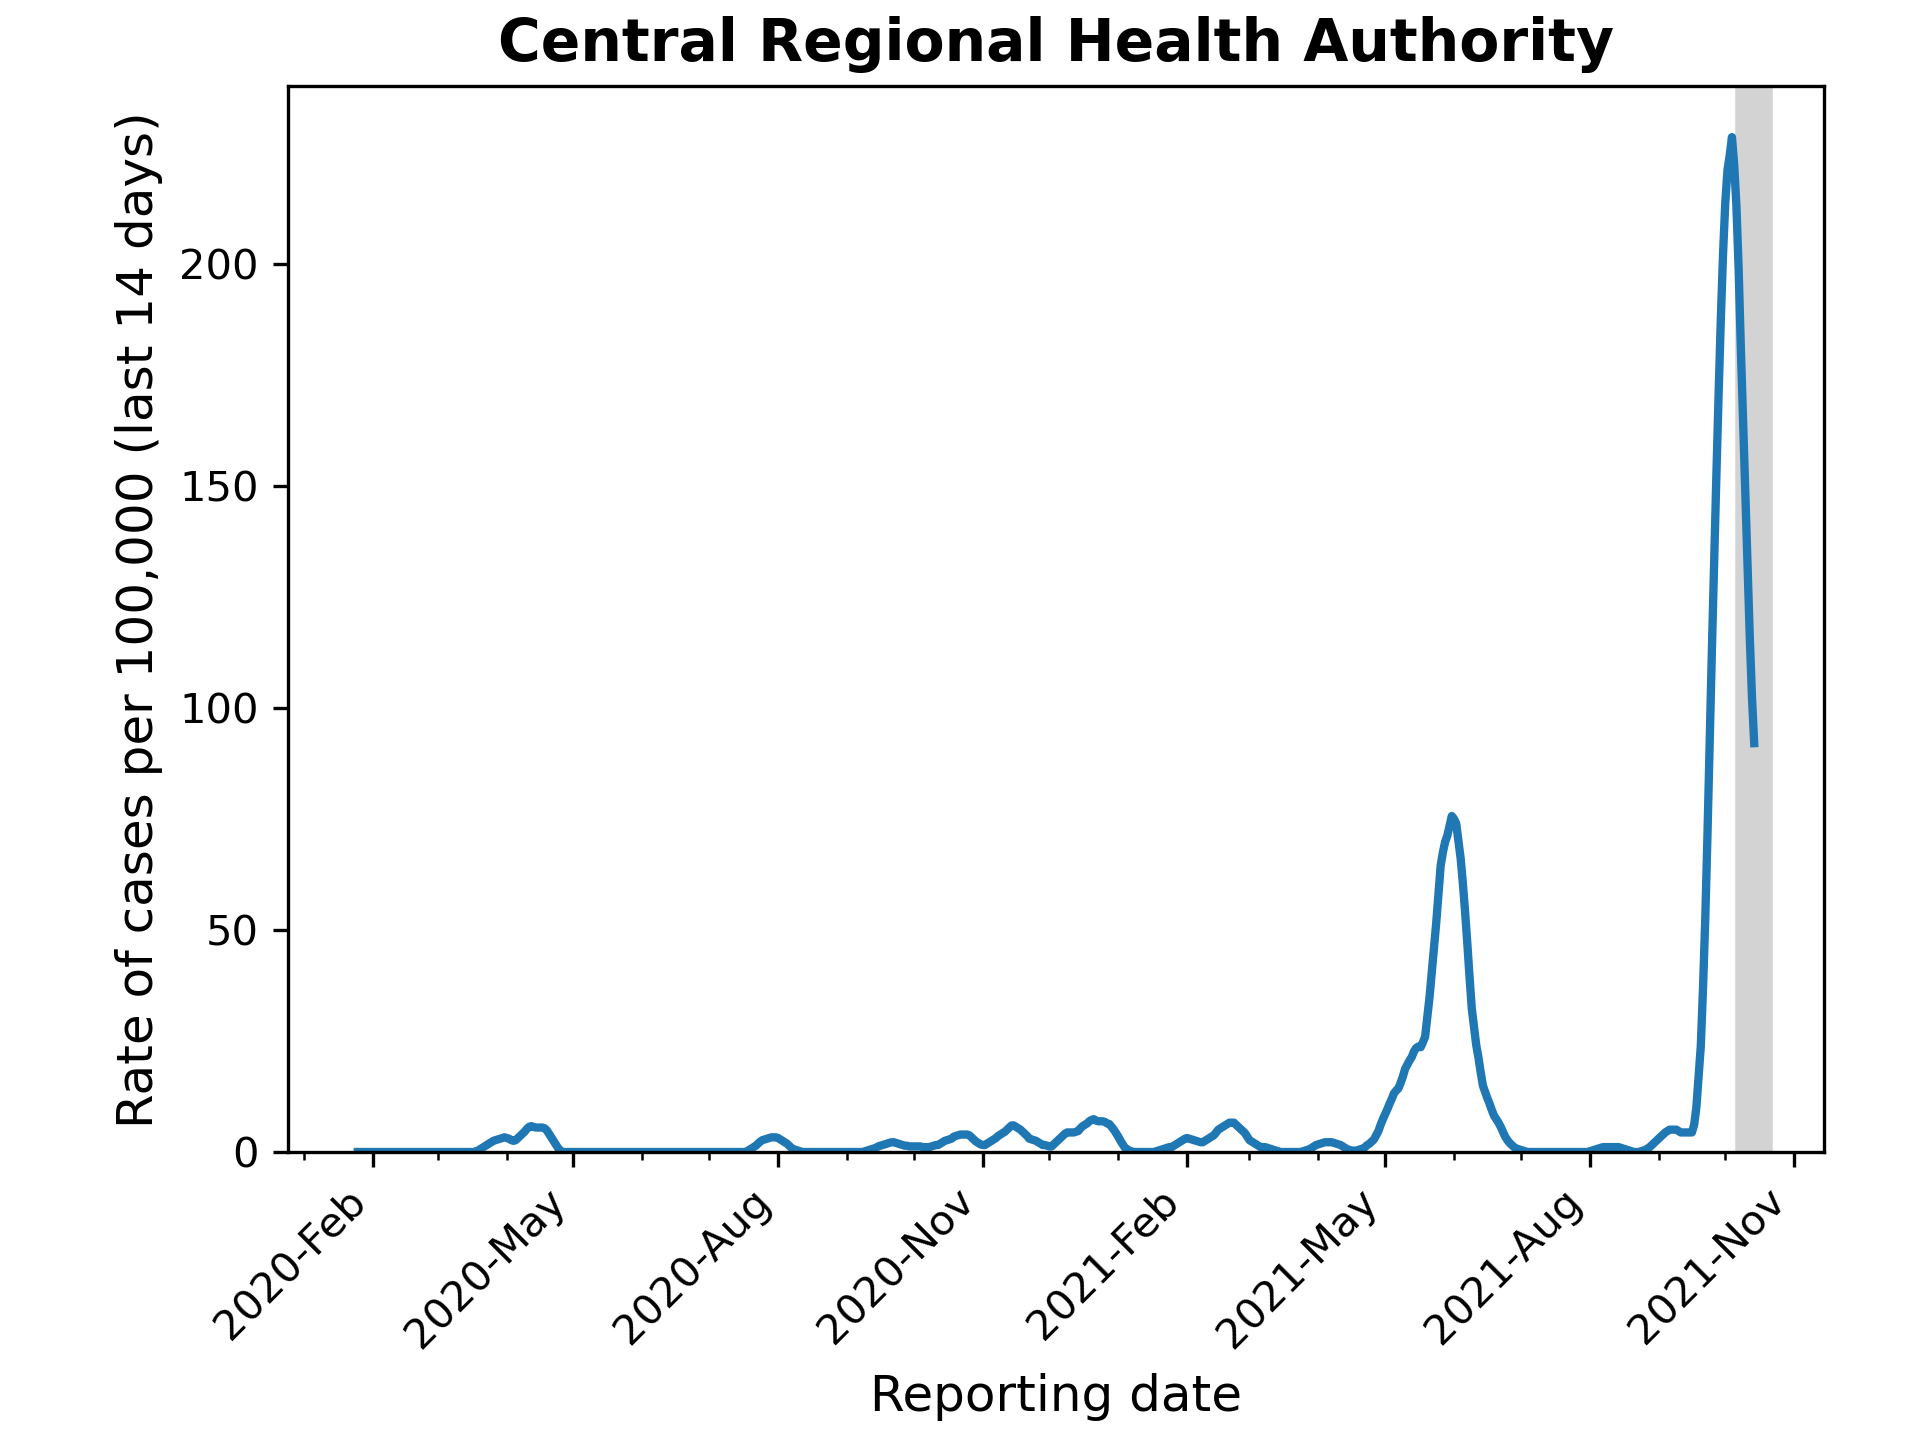 Central Regional Health Authority
Rate of cases per 100,000 (last 14 days)
200
150
100
50
0
2020-Feb
2020-May
2020-Aug
2020-Nov
2021-Feb
2021-May
2021-Aug
2021-Nov
Reporting date